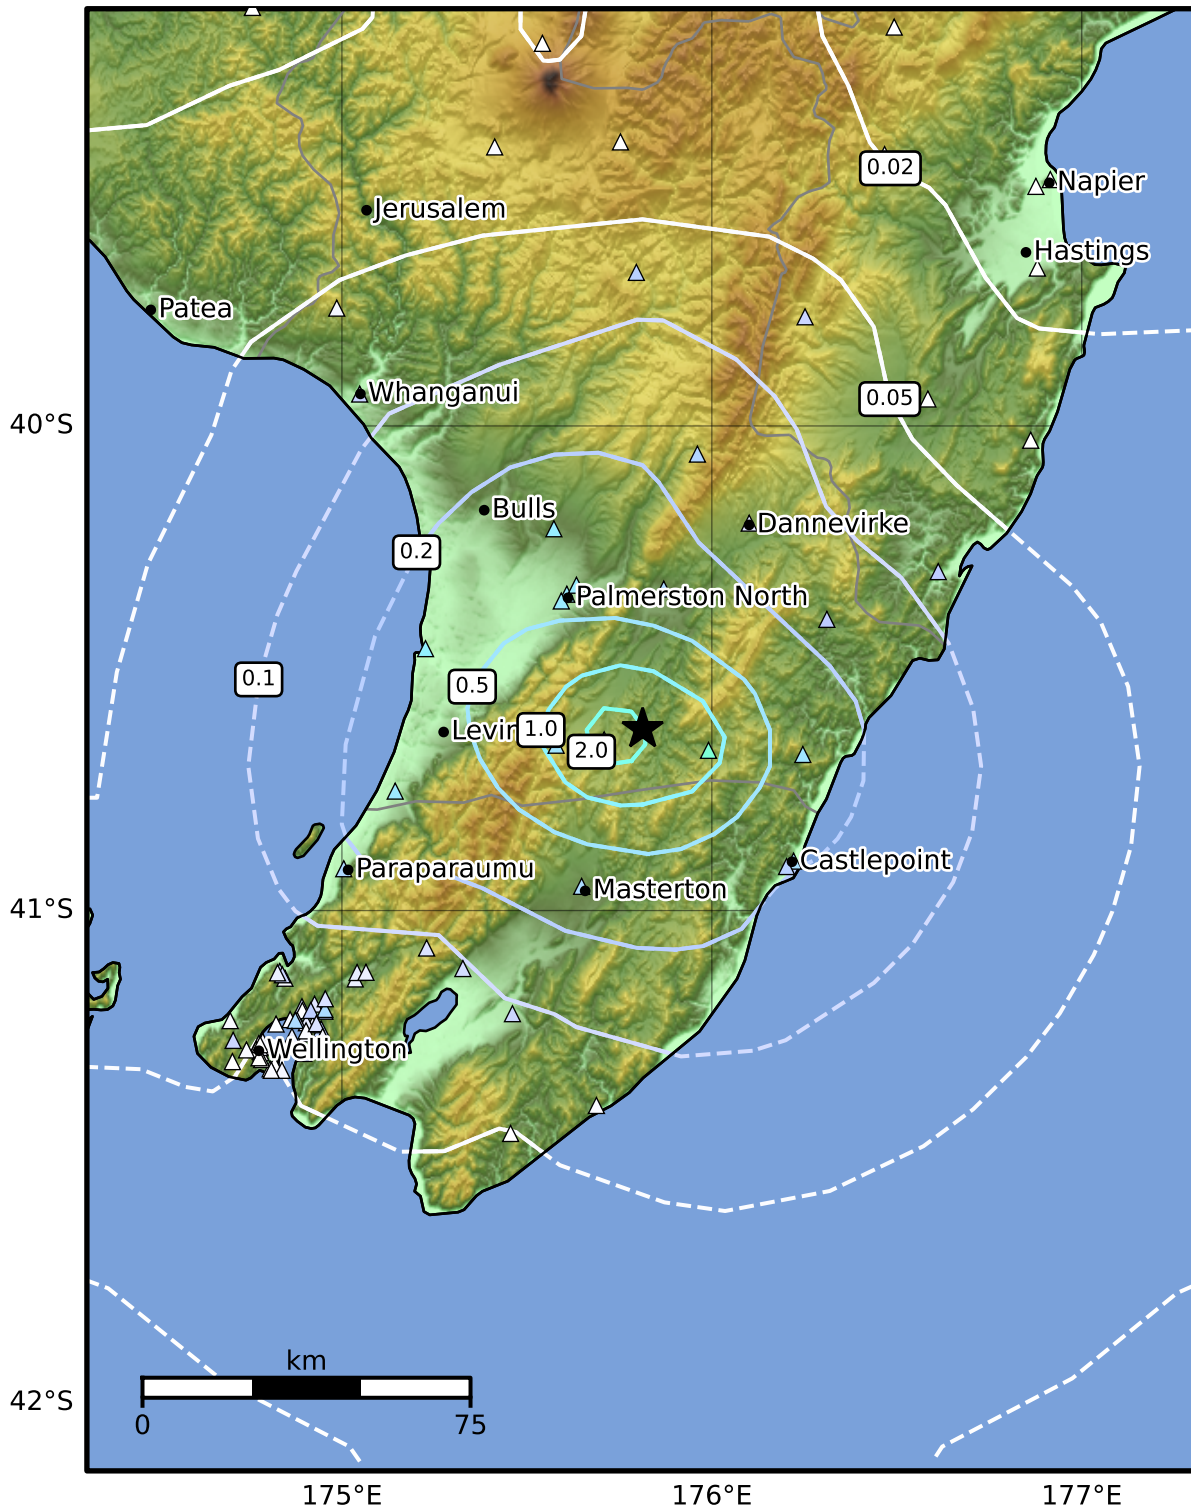 0.02
Napier
Jerusalem
Hastings
Patea
Whanganui
0.05
40°S
Bulls
Dannevirke
0.2
Palmerston North
0.1
0.5
Levin
1.0
2.0
Castlepoint
Paraparaumu
Masterton
41°S
Wellington
km
0 75
42°S
175°E 176°E 177°E